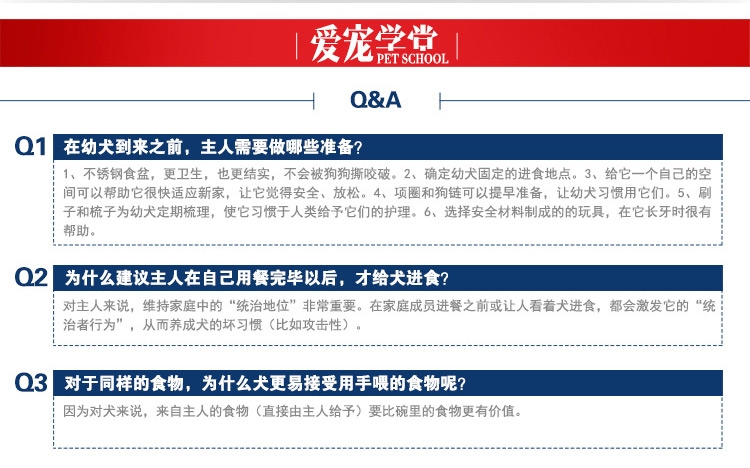 爱宠学堂
PET SCHOOL
Q&A
Q1 在幼犬到来之前，主人需要做哪些准备?
1、不锈钢食盆，更卫生，也更结实，不会被狗狗撕咬破。2、确定幼犬固定的进食地点。3、给它一个自己的空
间可以帮助它很快适应新家，让它觉得安全、放松。4、项圈和狗链可以提早准备，让幼犬习惯用它们。5、刷
子和梳子为幼犬定期梳理，使它习惯于人类给予它们的护理。6、选择安全材料制成的的玩具，在它长牙时很有
帮助。
Q2 为什么建议主人在自己用餐完毕以后，才给犬进食?
对主人来说，维持家庭中的“统治地位”非常重要。在家庭成员进餐之前或让人看着犬进食，都会激发它的“统
治者行为”，从而养成犬的坏习惯（比如攻击性）。
Q3 对于同样的食物，为什么犬更易接受用手喂的食物呢?
因为对犬来说，来自主人的食物（直接由主人给予）要比碗里的食物更有价值。